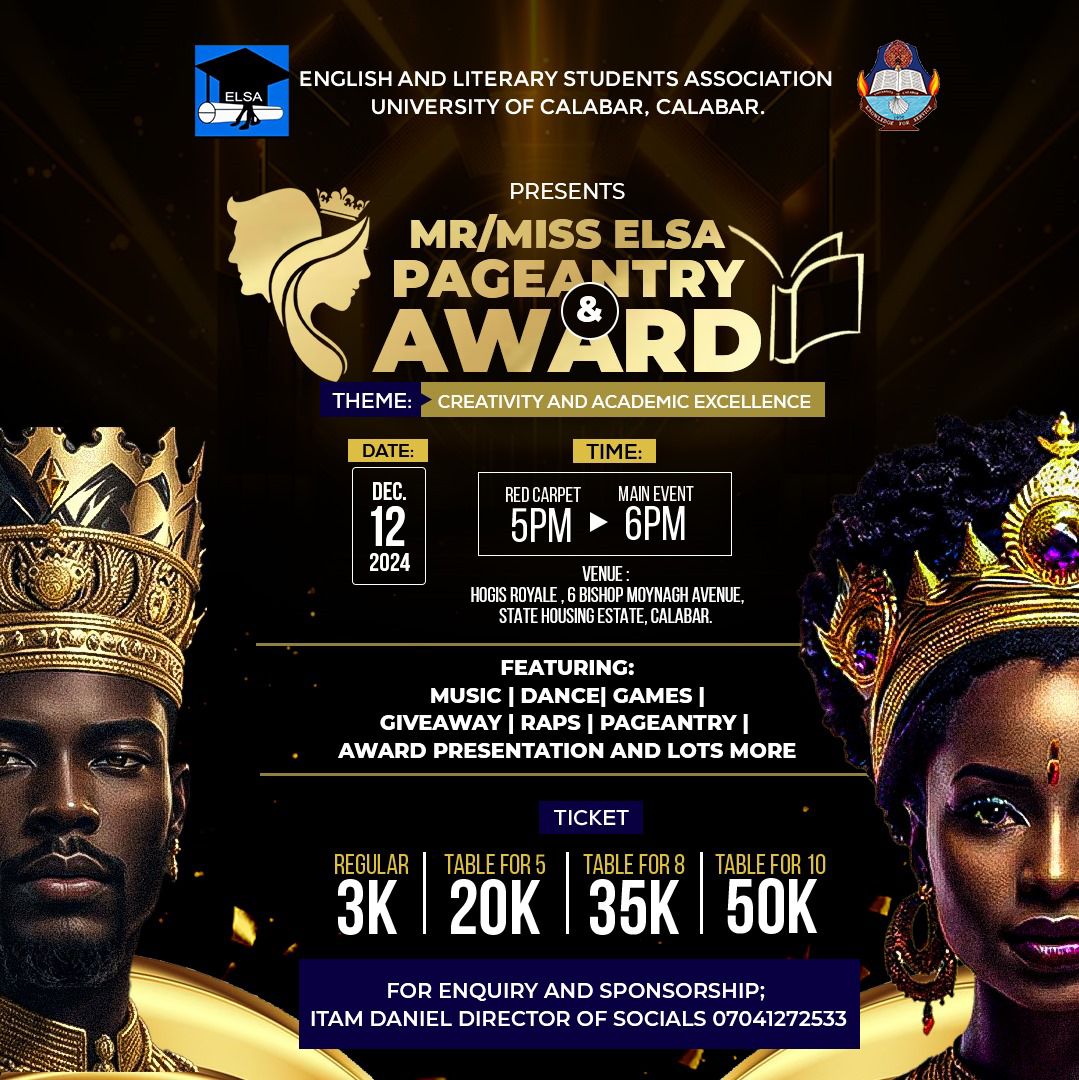 ELSA
ENGLISH AND LITERARY STUDENTS ASSOCIATION
UNIVERSITY OF CALABAR, CALABAR.
KNOWLEDGE FOR SERVICE
PRESENTS
MR/MISS ELSA
PAGEANTRY
&
AWARD
THEME: CREATIVITY AND ACADEMIC EXCELLENCE
DATE:
DEC.
12
2024
TIME:
RED CARPET
5PM
MAIN EVENT
6PM
VENUE :
HOGIS ROYALE , 6 BISHOP MOYNAGH AVENUE,
STATE HOUSING ESTATE, CALABAR.
FEATURING:
MUSIC | DANCE| GAMES |
GIVEAWAY | RAPS | PAGEANTRY |
AWARD PRESENTATION AND LOTS MORE
TICKET
REGULAR
3K
TABLE FOR 5
20K
TABLE FOR 8
35K
TABLE FOR 10
50K
FOR ENQUIRY AND SPONSORSHIP;
ITAM DANIEL DIRECTOR OF SOCIALS 07041272533